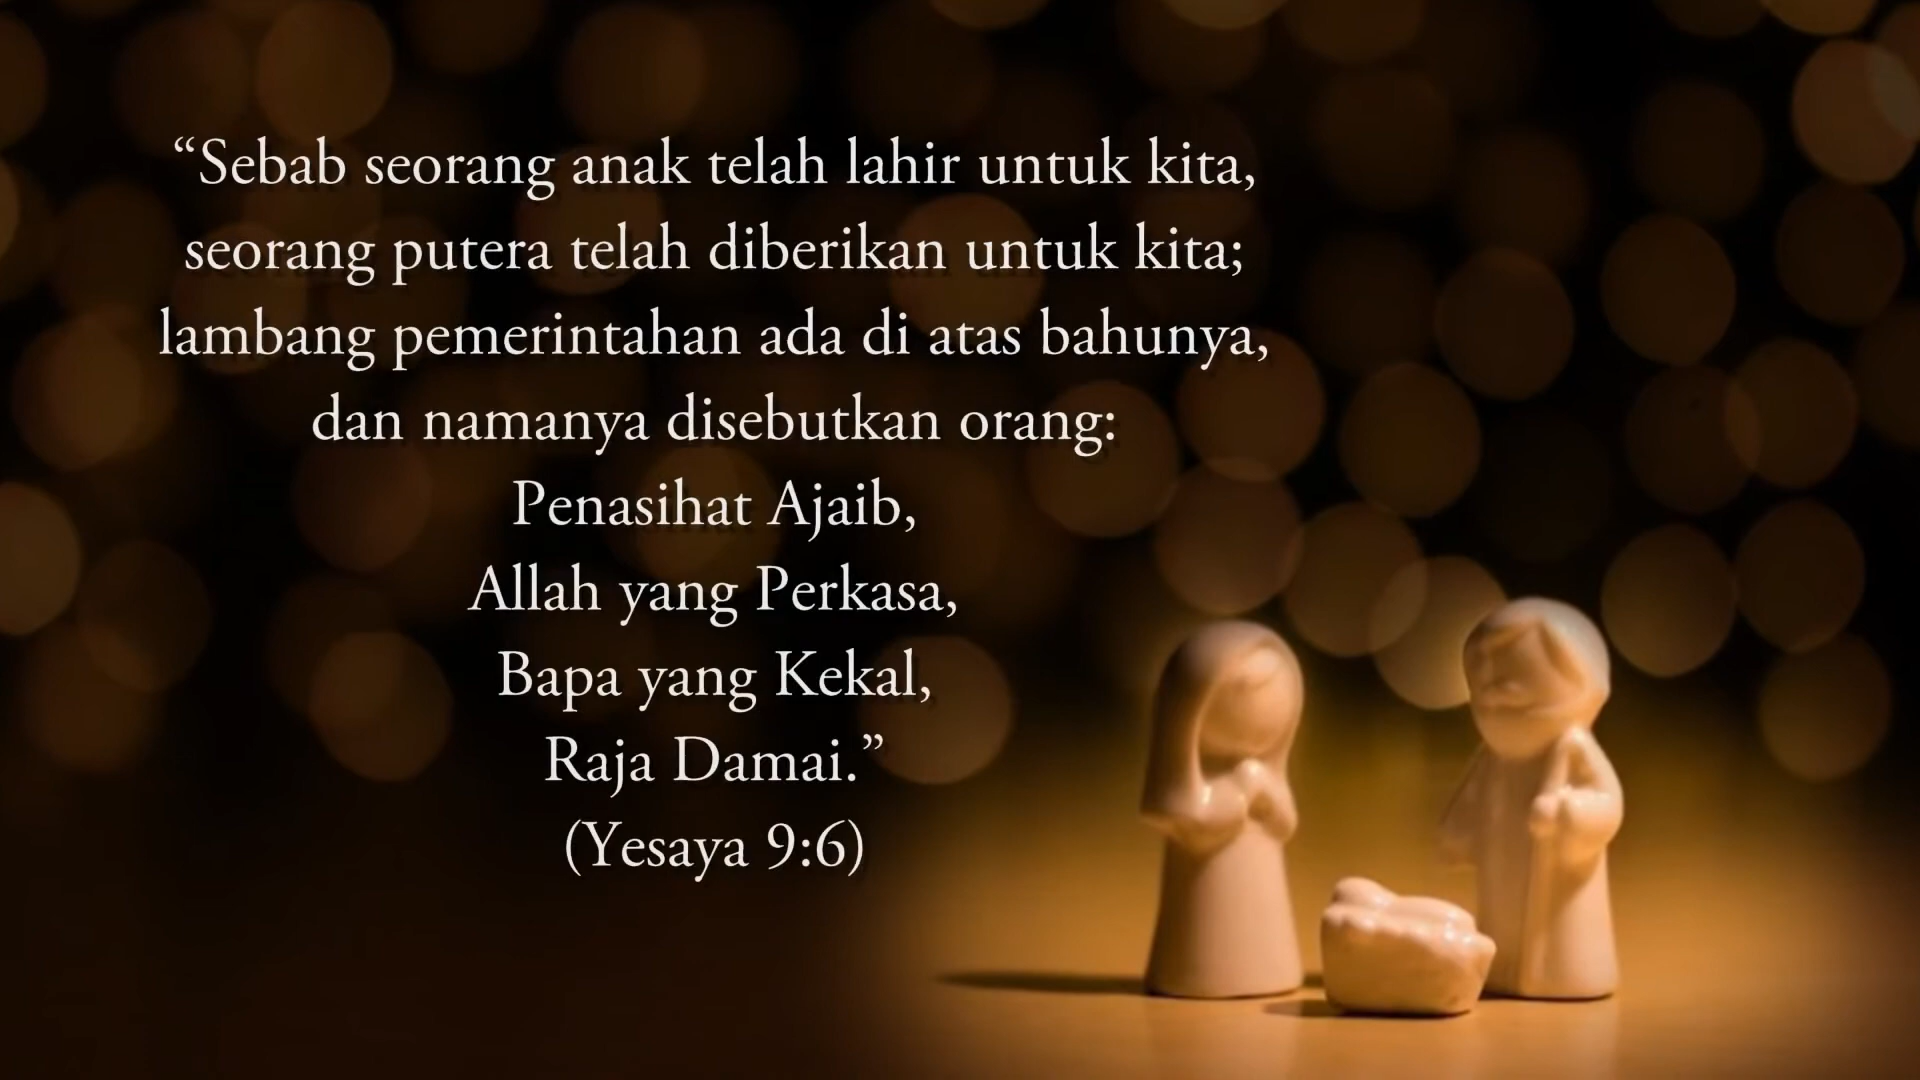 “Sebab seorang anak telah lahir untuk kita,
seorang putera telah diberikan untuk kita;
lambang pemerintahan ada di atas bahunya,
dan namanya disebutkan orang:
Penasihat Ajaib,
Allah yang Perkasa,
Bapa yang Kekal,
Raja Damai.”
(Yesaya 9:6)